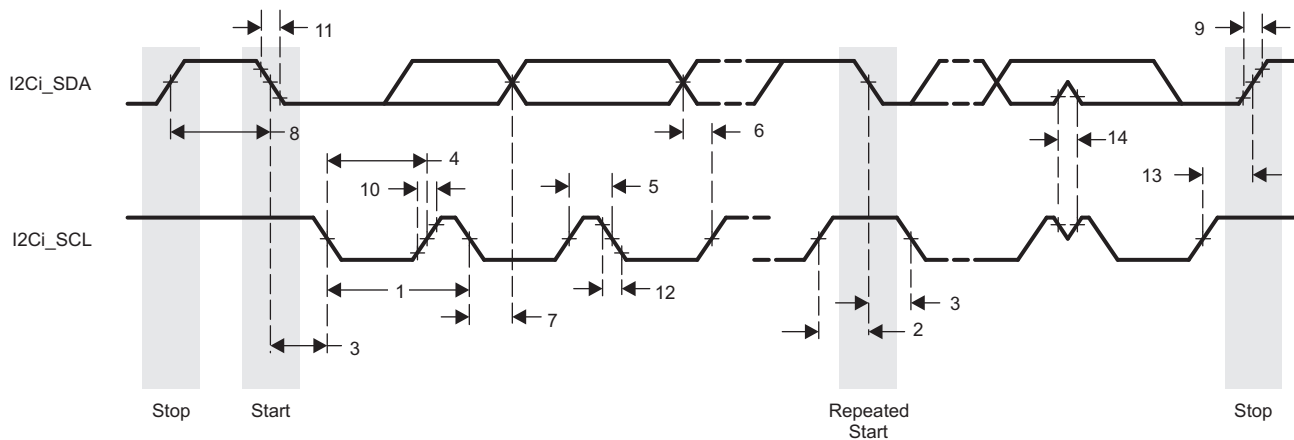 11
9
I2Ci_SDA
8
6
14
4
10
5
13
I2Ci_SCL
1
12
7
3
2
3
Stop
Start
Repeated
Start
Stop